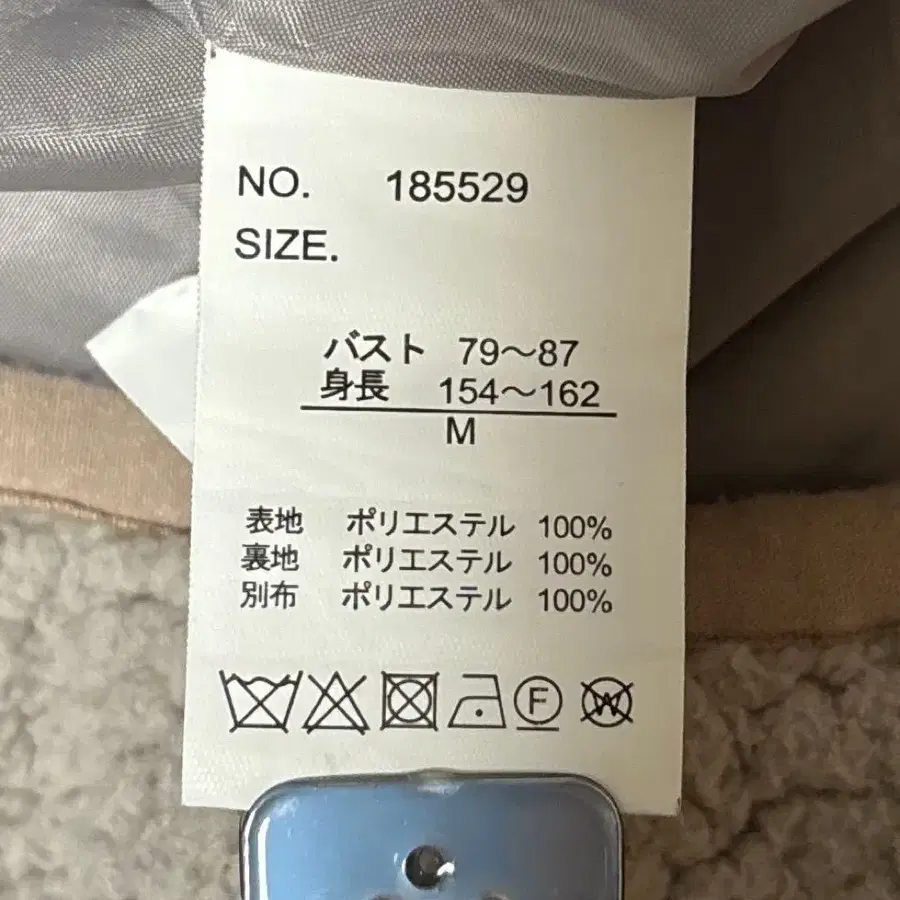 NO. 185529
SIZE.
バスト 79～87
身長 154～162
M
表地 ポリエステル 100%
裏地 ポリエステル 100%
別布 ポリエステル 100%
F W